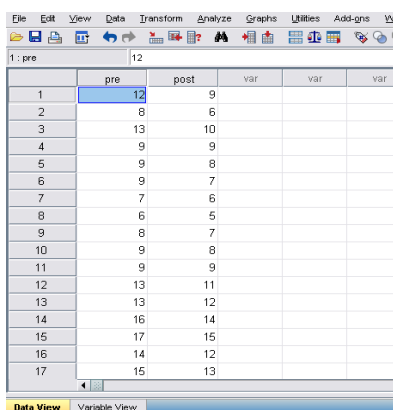 File Edit View Data Transform Analyze Graphs Utilities Add-ons
1 : pre 12
pre post var var var
1 12 9
2 8 6
3 13 10
4 9 9
5 9 8
6 9 7
7 7 6
8 6 5
9 8 7
10 9 8
11 9 9
12 13 11
13 13 12
14 16 14
15 17 15
16 14 12
17 15 13
Data View Variable View